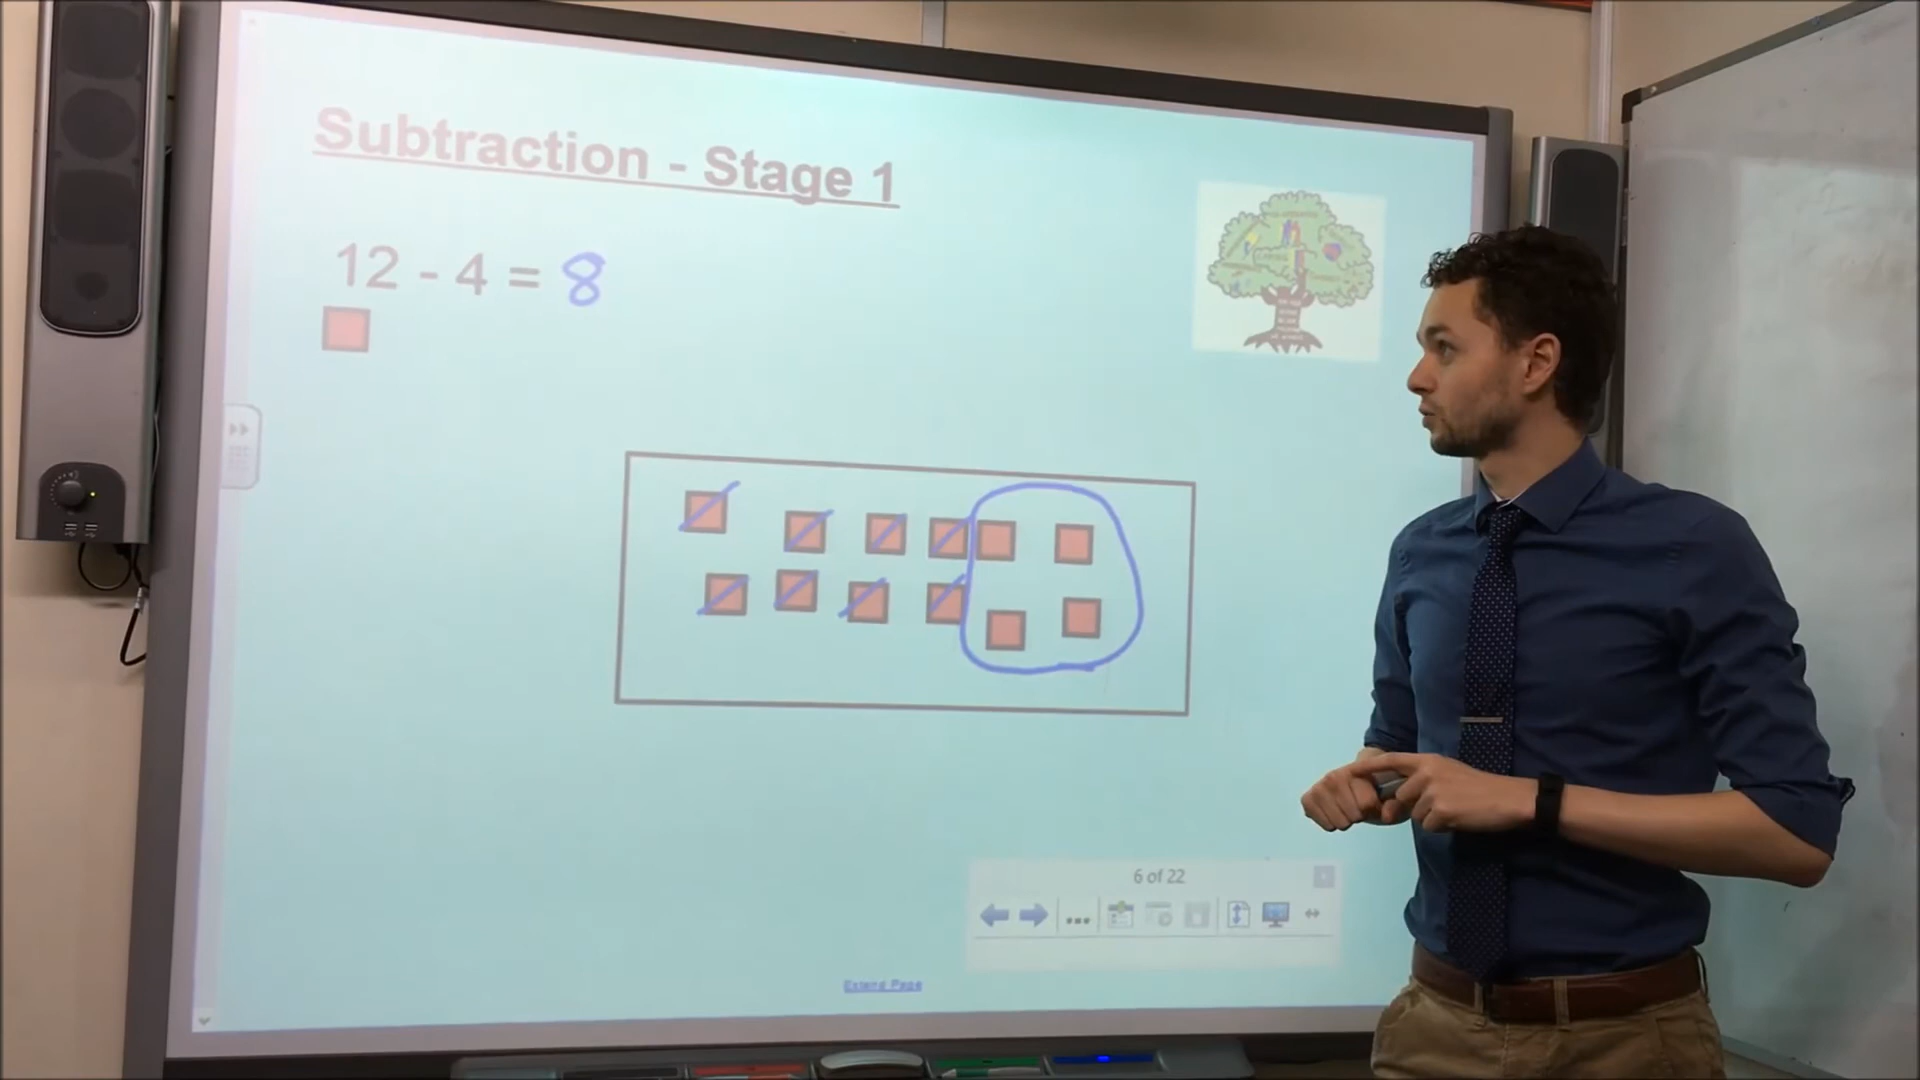 Subtraction - Stage 1
12 - 4 = 8
6 of 22
Extend Page